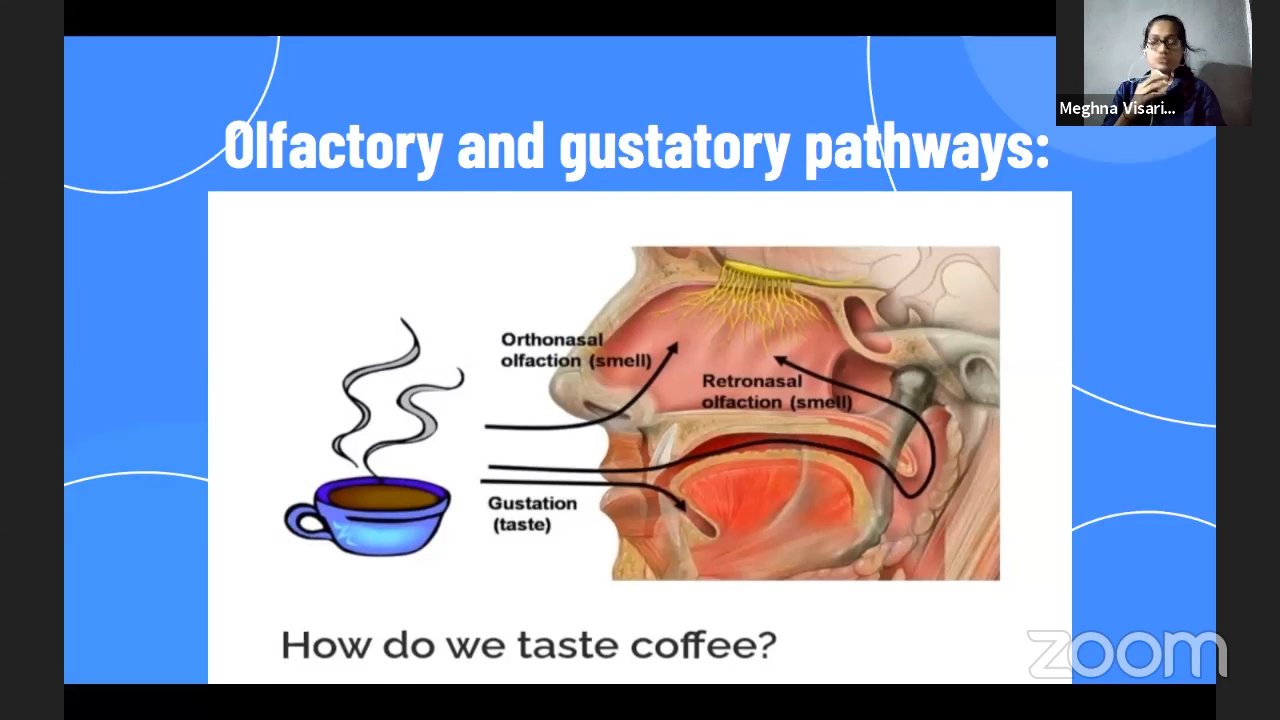 Meghna Visari...
Olfactory and gustatory pathways:
Orthonasal
olfaction (smell)
Retronasal
olfaction (smell)
Gustation
(taste)
How do we taste coffee?
zoom